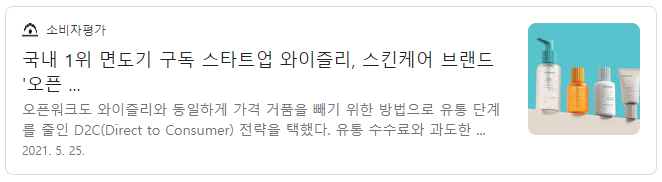 소비자평가
국내 1위 면도기 구독 스타트업 와이즐리, 스킨케어 브랜드
'오픈 ...
오픈워크도 와이즐리와 동일하게 가격 거품을 빼기 위한 방법으로 유통 단계
를 줄인 D2C(Direct to Consumer) 전략을 택했다. 유통 수수료와 과도한 ...
2021. 5. 25.